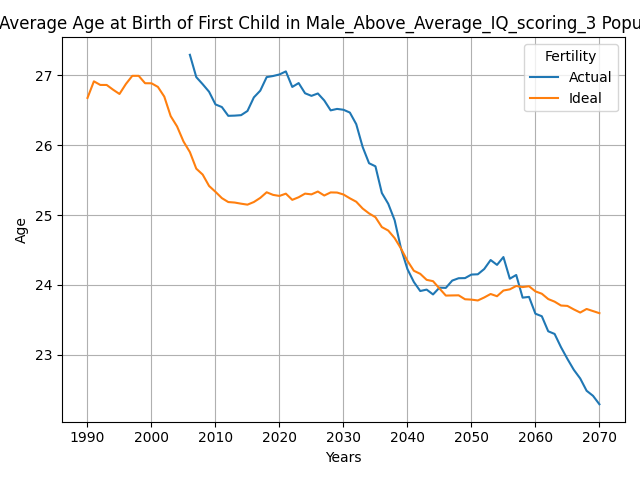 Average Age at Birth of First Child in Male_Above_Average_IQ_scoring_3
Fertility
Actual
Ideal
Age
27
26
25
24
23
1990 2000 2010 2020 2030 2040 2050 2060 2070
Years